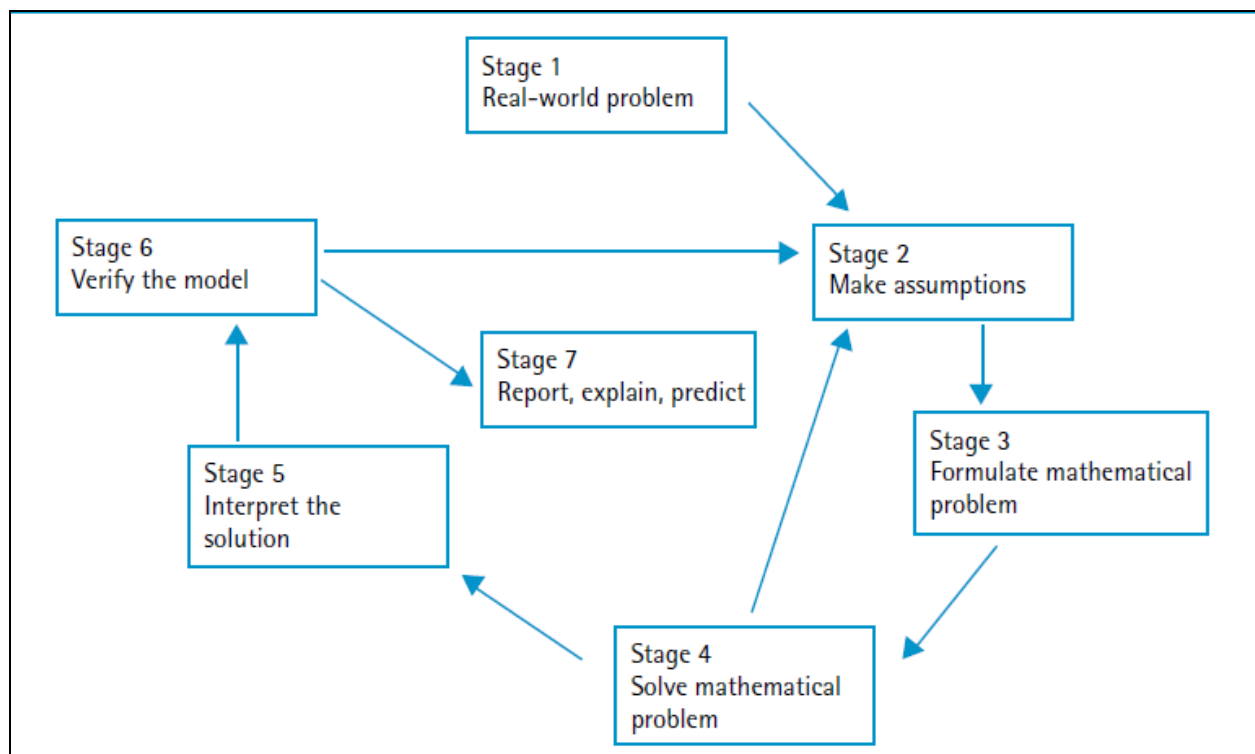 Stage 1
Real-world problem
Stage 2
Make assumptions
Stage 3
Formulate mathematical
problem
Stage 4
Solve mathematical
problem
Stage 5
Interpret the
solution
Stage 6
Verify the model
Stage 7
Report, explain, predict